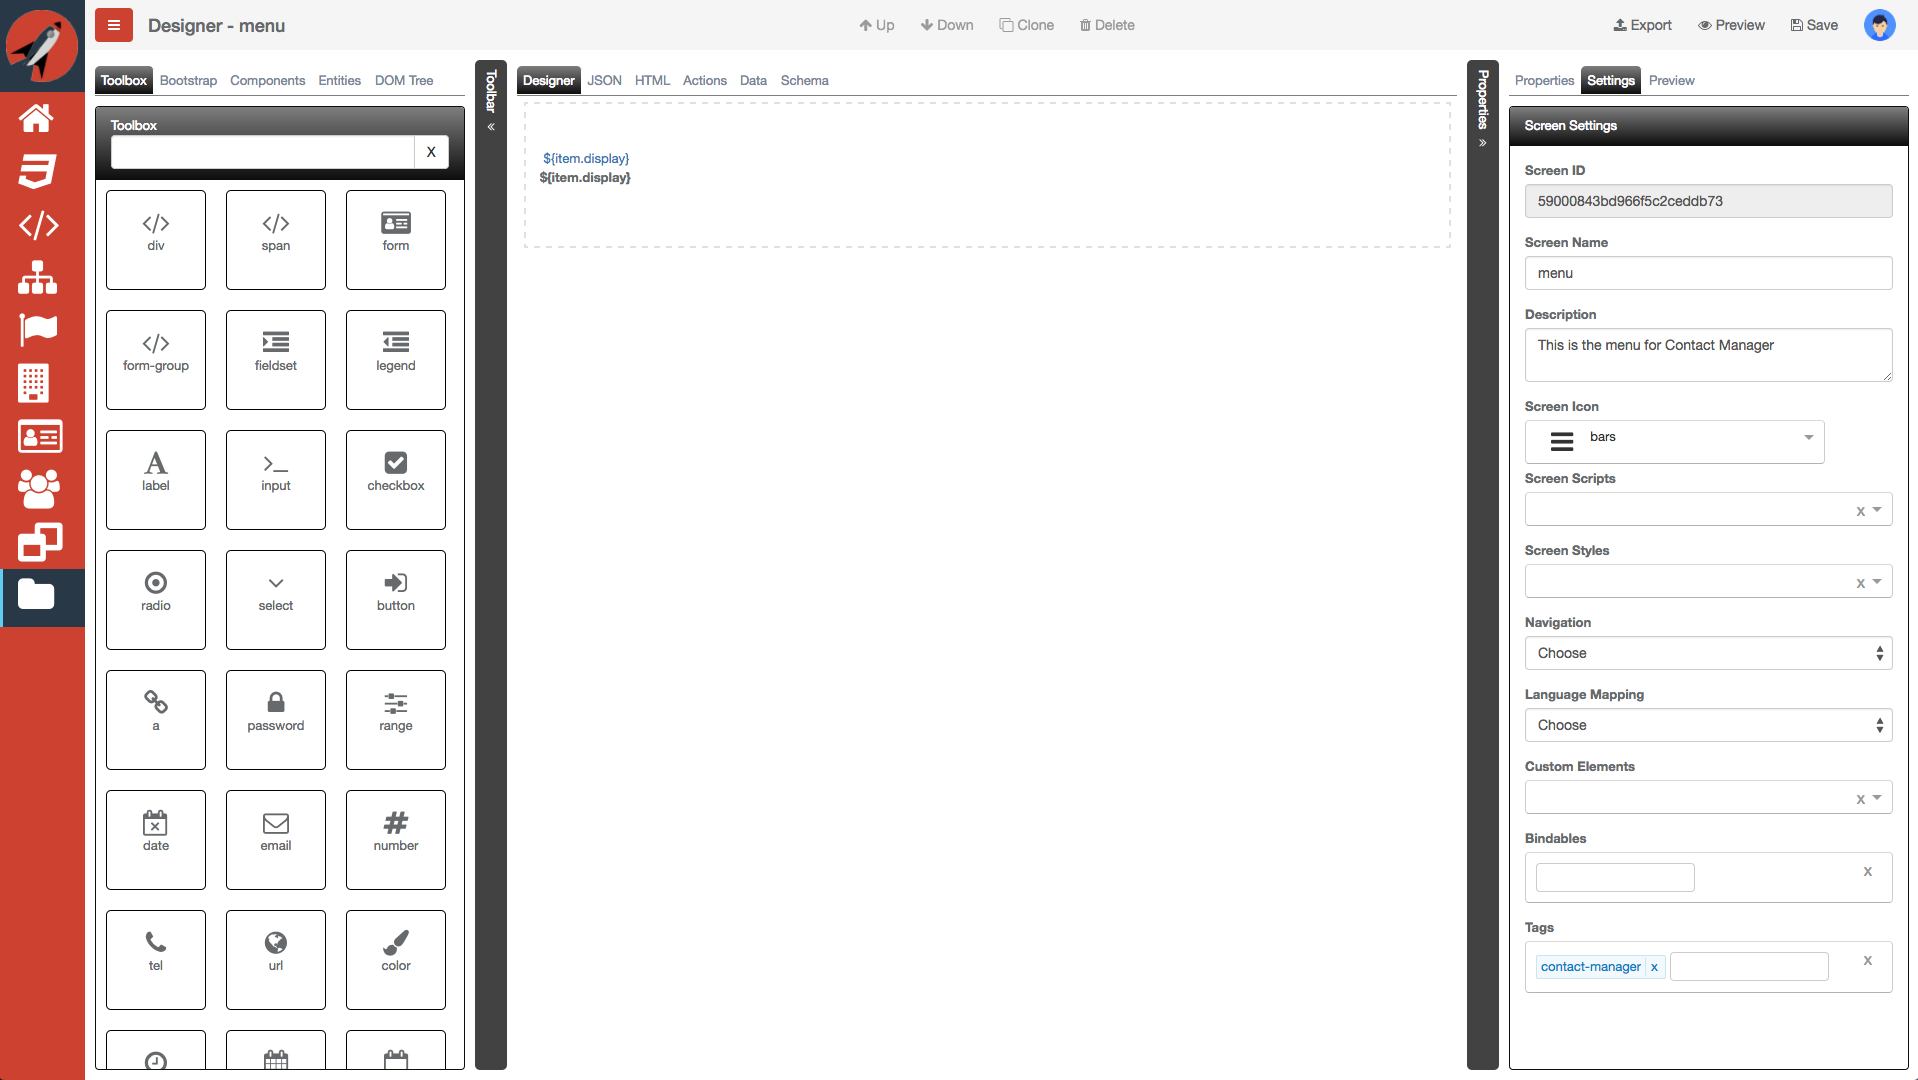 Designer - menu
Up
Down
Clone
Delete
Export
Preview
Save
Toolbox
Bootstrap
Components
Entities
DOM Tree
Toolbox
X
div
span
form
form-group
fieldset
legend
label
input
checkbox
radio
select
button
a
password
range
date
email
number
tel
url
color
Toolbar
«
Designer
JSON
HTML
Actions
Data
Schema
${item.display}
${item.display}
Properties
»
Properties
Settings
Preview
Screen Settings
Screen ID
59000843bd966f5c2ceddb73
Screen Name
menu
Description
This is the menu for Contact Manager
Screen Icon
bars
Screen Scripts
x
Screen Styles
x
Navigation
Choose
Language Mapping
Choose
Custom Elements
x
Bindables
x
Tags
contact-manager x
x